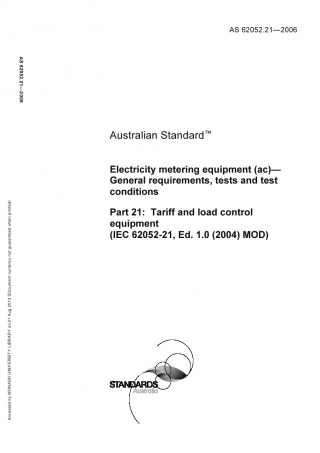 AS 62052.21—2006
AS 62052.21—2006
Australian Standard™
Electricity metering equipment (ac)—
General requirements, tests and test
conditions
Part 21: Tariff and load control
equipment
(IEC 62052-21, Ed. 1.0 (2004) MOD)
Accessed by MONASH UNIVERSITY LIBRARY on 21 Aug 2010 (Document currency not guaranteed when printed)
STANDARDS
Australia